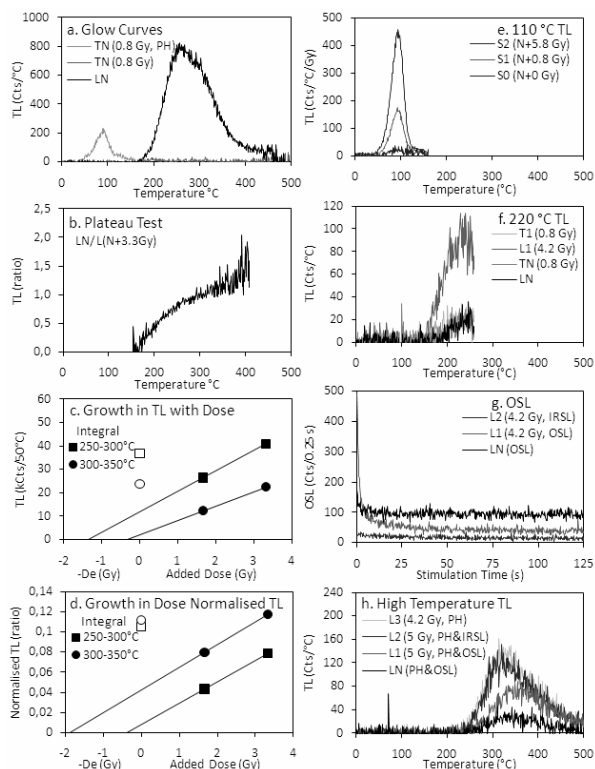 a. Glow Curves
TN (0.8 Gy, PH)
TN (0.8 Gy)
LN
TL (Cts/°C)
1000
800
600
400
200
0
0 100 200 300 400 500
Temperature °C
e. 110 °C TL
S2 (N+5.8 Gy)
S1 (N+0.8 Gy)
S0 (N+0 Gy)
TL (Cts/°C/Gy)
500
400
300
200
100
0
0 100 200 300 400 500
Temperature (°C)
b. Plateau Test
LN/L(N+3.3Gy)
TL (ratio)
2,5
2,0
1,5
1,0
0,5
0,0
0 100 200 300 400 500
Temperature °C
f. 220 °C TL
T1 (0.8 Gy)
L1 (4.2 Gy)
TN (0.8 Gy)
LN
TL (Cts/°C)
120
100
80
60
40
20
0
0 100 200 300 400 500
Temperature (°C)
c. Growth in TL with Dose
Integral
250-300°C
300-350°C
TL (kCts/50°C)
60
50
40
30
20
10
0
-2 -1 0 1 2 3 4
-De (Gy) Added Dose (Gy)
g. OSL
L2 (4.2 Gy, IRSL)
L1 (4.2 Gy, OSL)
LN (OSL)
OSL (Cts/0.25 s)
500
400
300
200
100
0
0 25 50 75 100 125
Stimulation Time (s)
d. Growth in Dose Normalised TL
Integral
250-300°C
300-350°C
Normalised TL (ratio)
0,14
0,12
0,1
0,08
0,06
0,04
0,02
0
-2 -1 0 1 2 3 4
-De (Gy) Added Dose (Gy)
h. High Temperature TL
L3 (4.2 Gy, PH)
L2 (5 Gy, PH&IRSL)
L1 (5 Gy, PH&OSL)
LN (PH&OSL)
TL (Cts/°C)
200
150
100
50
0
0 100 200 300 400 500
Temperature (°C)